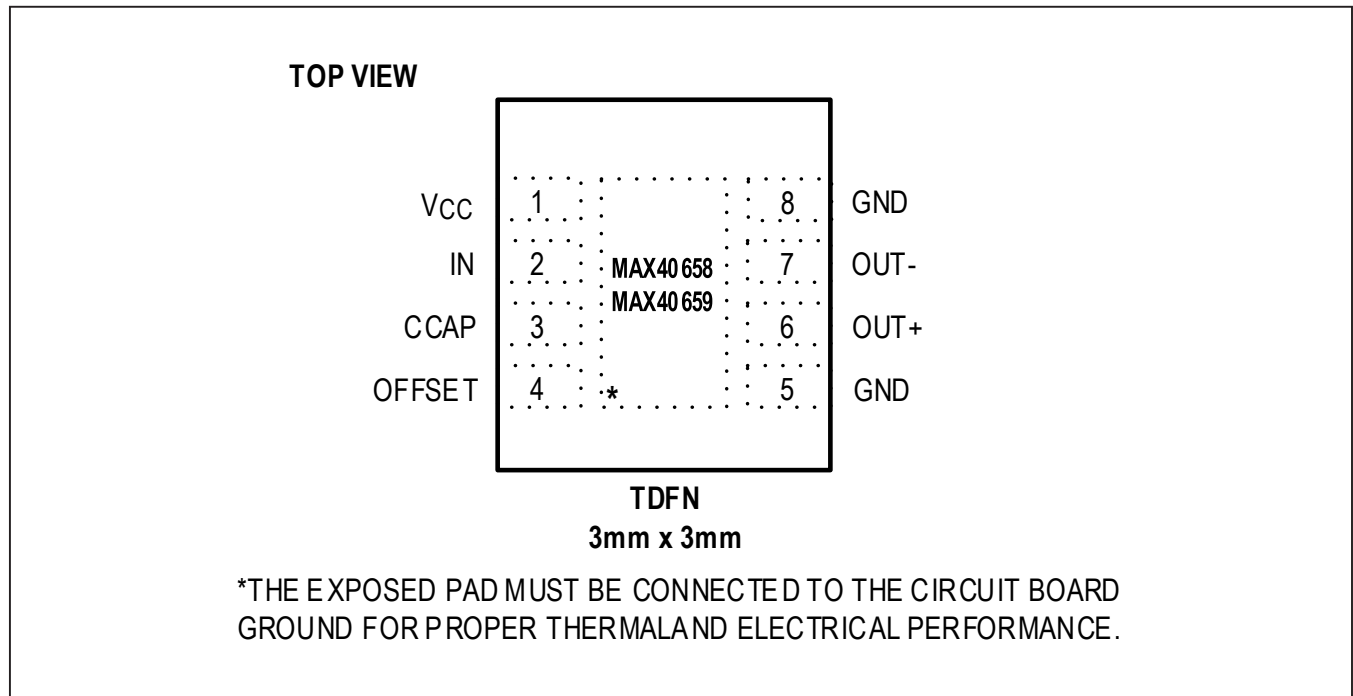 TOP VIEW
VCC 1 8 GND
IN 2 MAX40658 7 OUT-
MAX40659
CCAP 3 6 OUT+
OFFSET 4 * 5 GND
TDFN
3mm x 3mm
*THE EXPOSED PAD MUST BE CONNECTED TO THE CIRCUIT BOARD
GROUND FOR PROPER THERMAL AND ELECTRICAL PERFORMANCE.